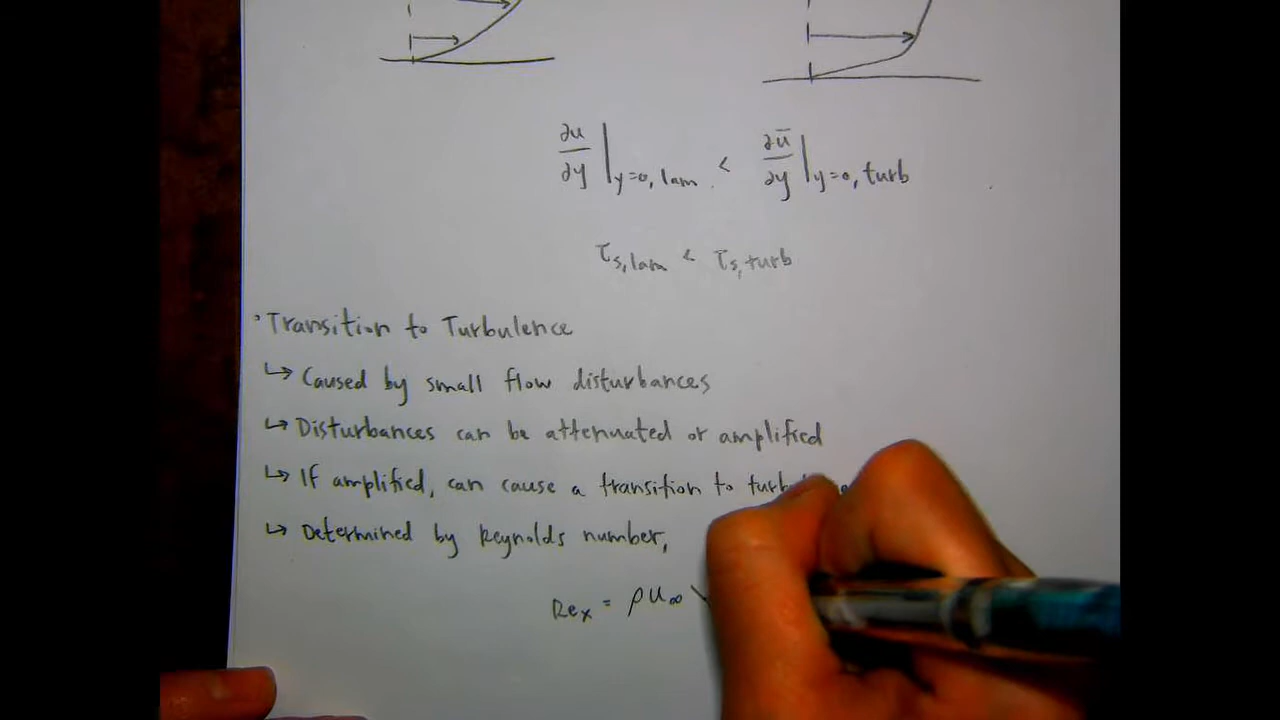 ∂u/∂y |y=0, lam < ∂ū/∂y |y=0, turb
τs,lam < τs,turb
· Transition to Turbulence
↳ Caused by small flow disturbances
↳ Disturbances can be attenuated or amplified
↳ If amplified, can cause a transition to
↳ Determined by Reynolds number,
Rex = ρu∞